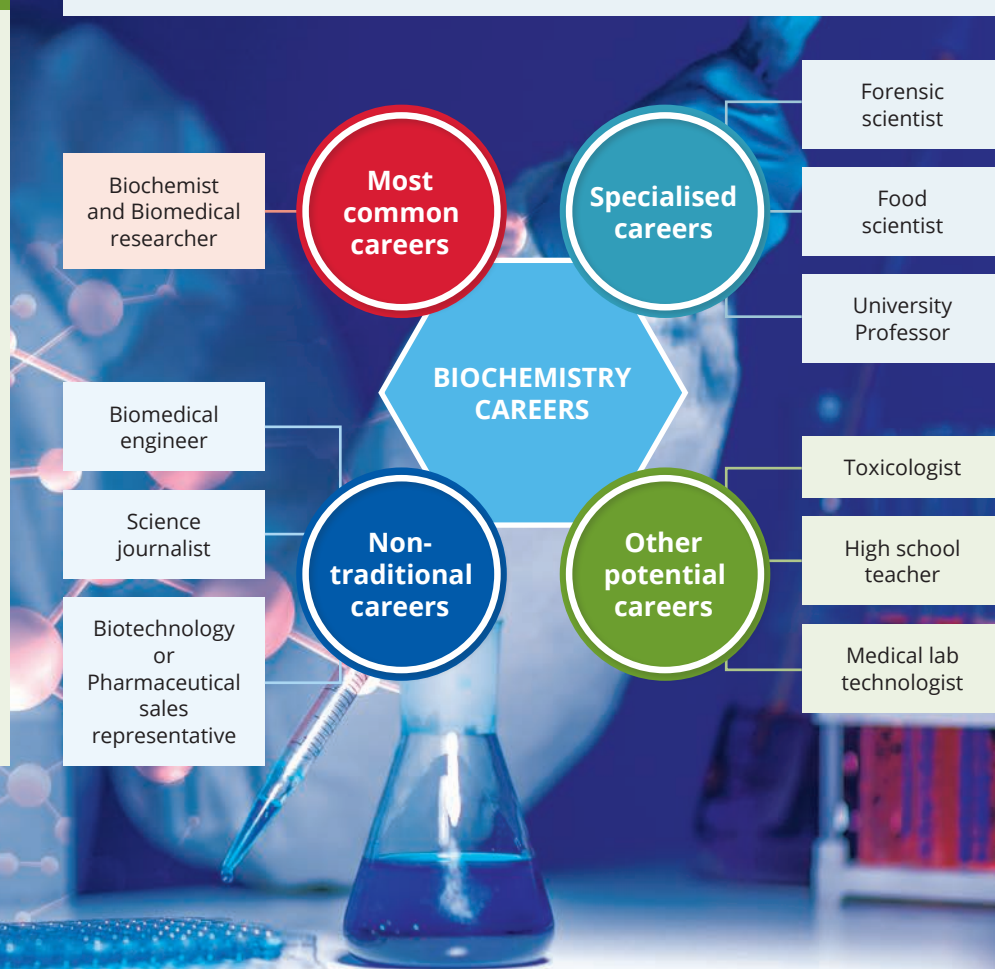 BIOCHEMISTRY
CAREERS
Most
common
careers
Biochemist
and Biomedical
researcher
Specialised
careers
Forensic
scientist
Food
scientist
University
Professor
Non-
traditional
careers
Biomedical
engineer
Science
journalist
Biotechnology
or
Pharmaceutical
sales
representative
Other
potential
careers
Toxicologist
High school
teacher
Medical lab
technologist